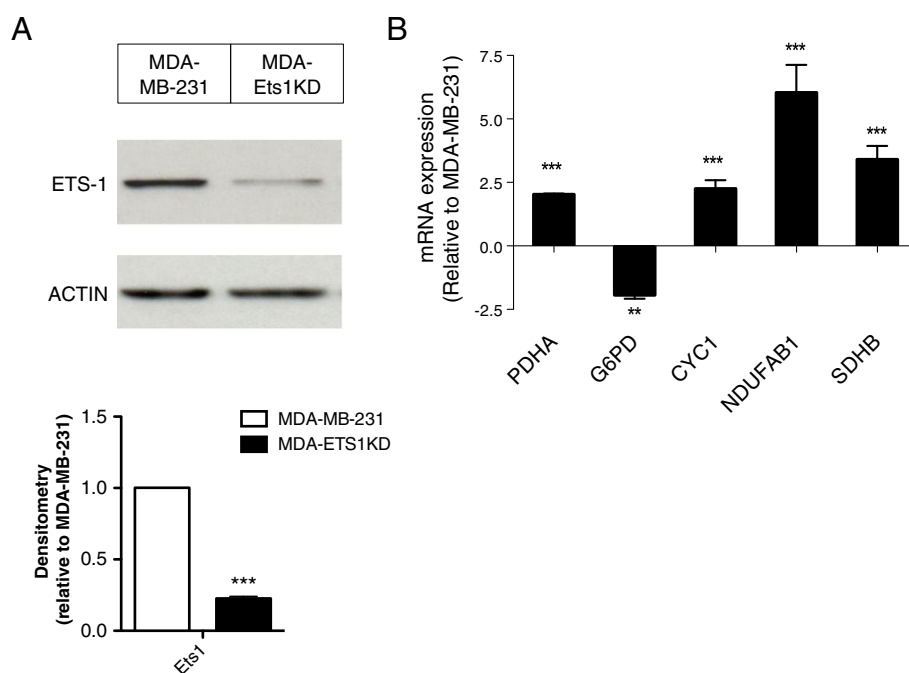 A
MDA-
MB-231
MDA-
Ets1KD
ETS-1
ACTIN
1.5
1.0
0.5
0.0
Densitometry
(relative to MDA-MB-231)
MDA-MB-231
MDA-ETS1KD
***
Ets1
B
mRNA expression
(Relative to MDA-MB-231)
7.5
5.0
2.5
0.0
-2.5
***
**
***
***
***
PDHA
G6PD
CYC1
NDUFAB1
SDHB